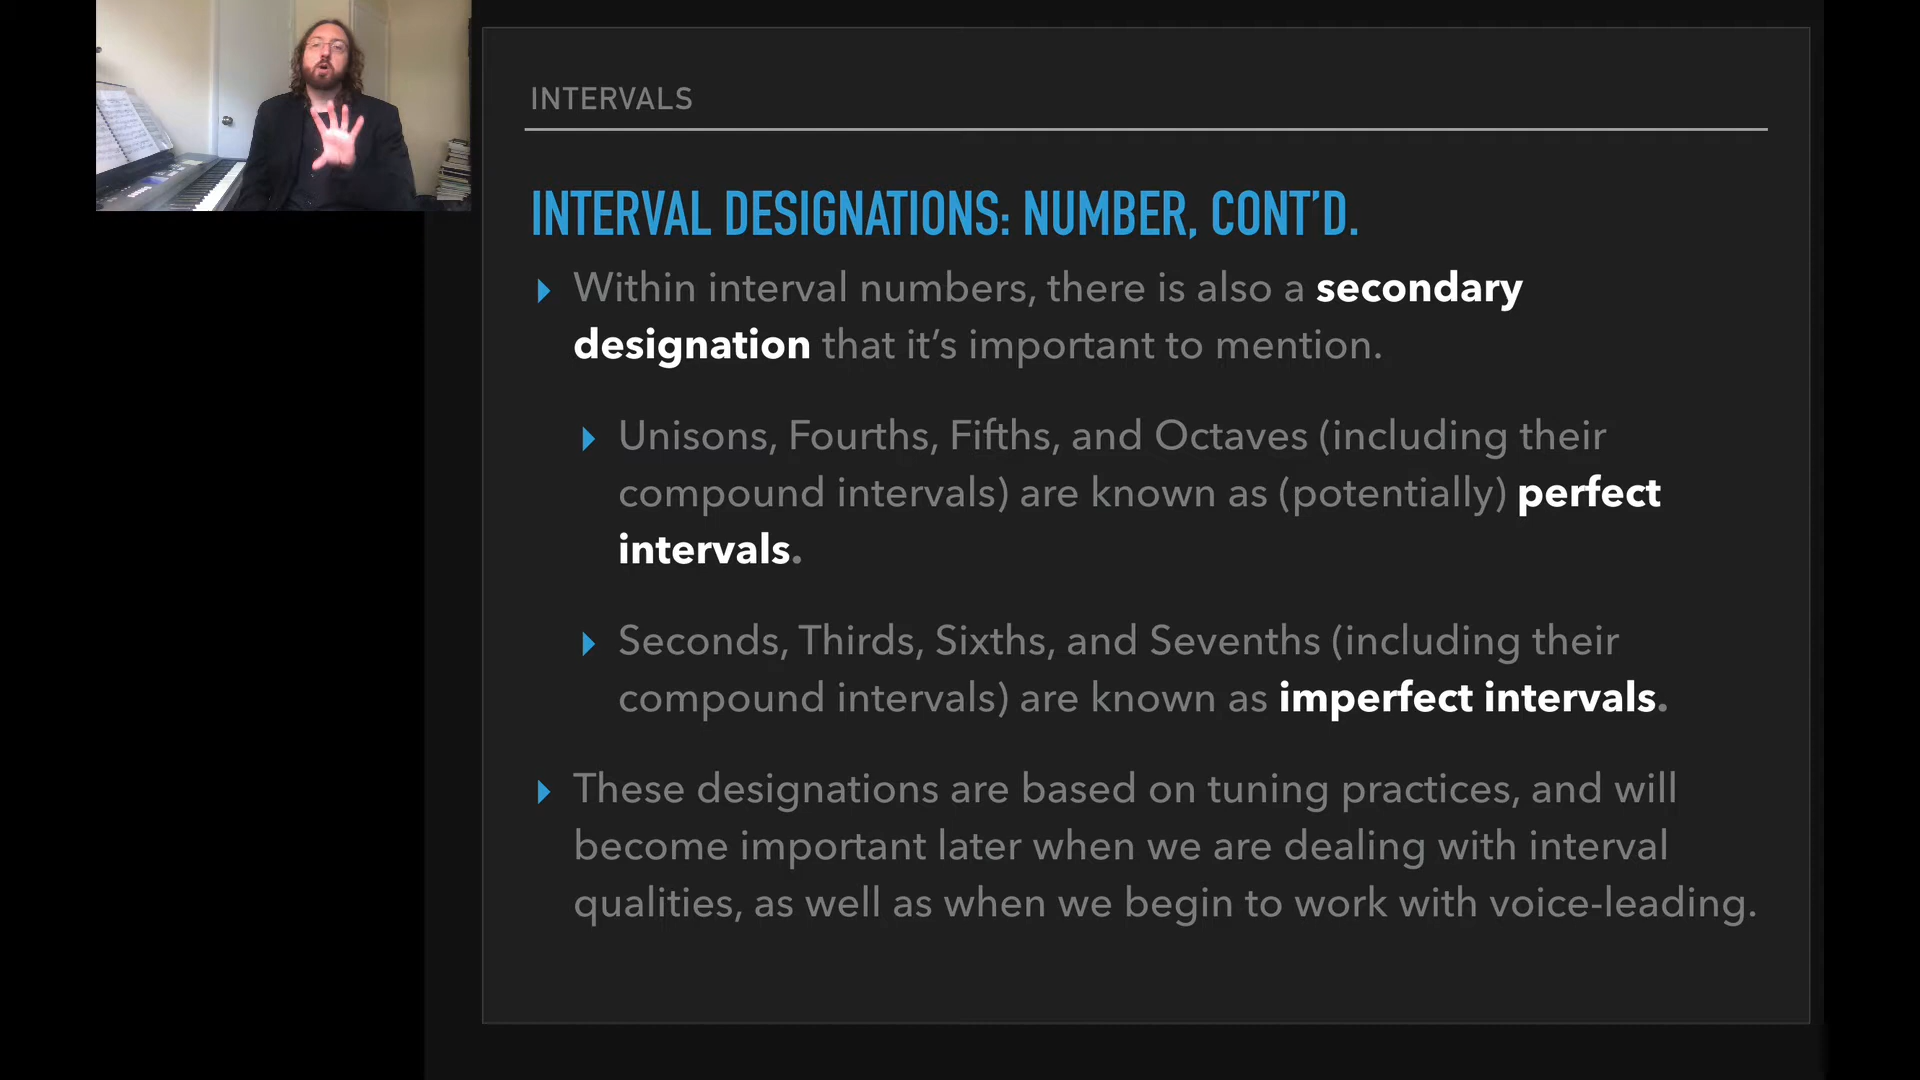 INTERVALS
INTERVAL DESIGNATIONS: NUMBER, CONT’D.
Within interval numbers, there is also a secondary
designation that it’s important to mention.
Unisons, Fourths, Fifths, and Octaves (including their
compound intervals) are known as (potentially) perfect
intervals.
Seconds, Thirds, Sixths, and Sevenths (including their
compound intervals) are known as imperfect intervals.
These designations are based on tuning practices, and will
become important later when we are dealing with interval
qualities, as well as when we begin to work with voice-leading.